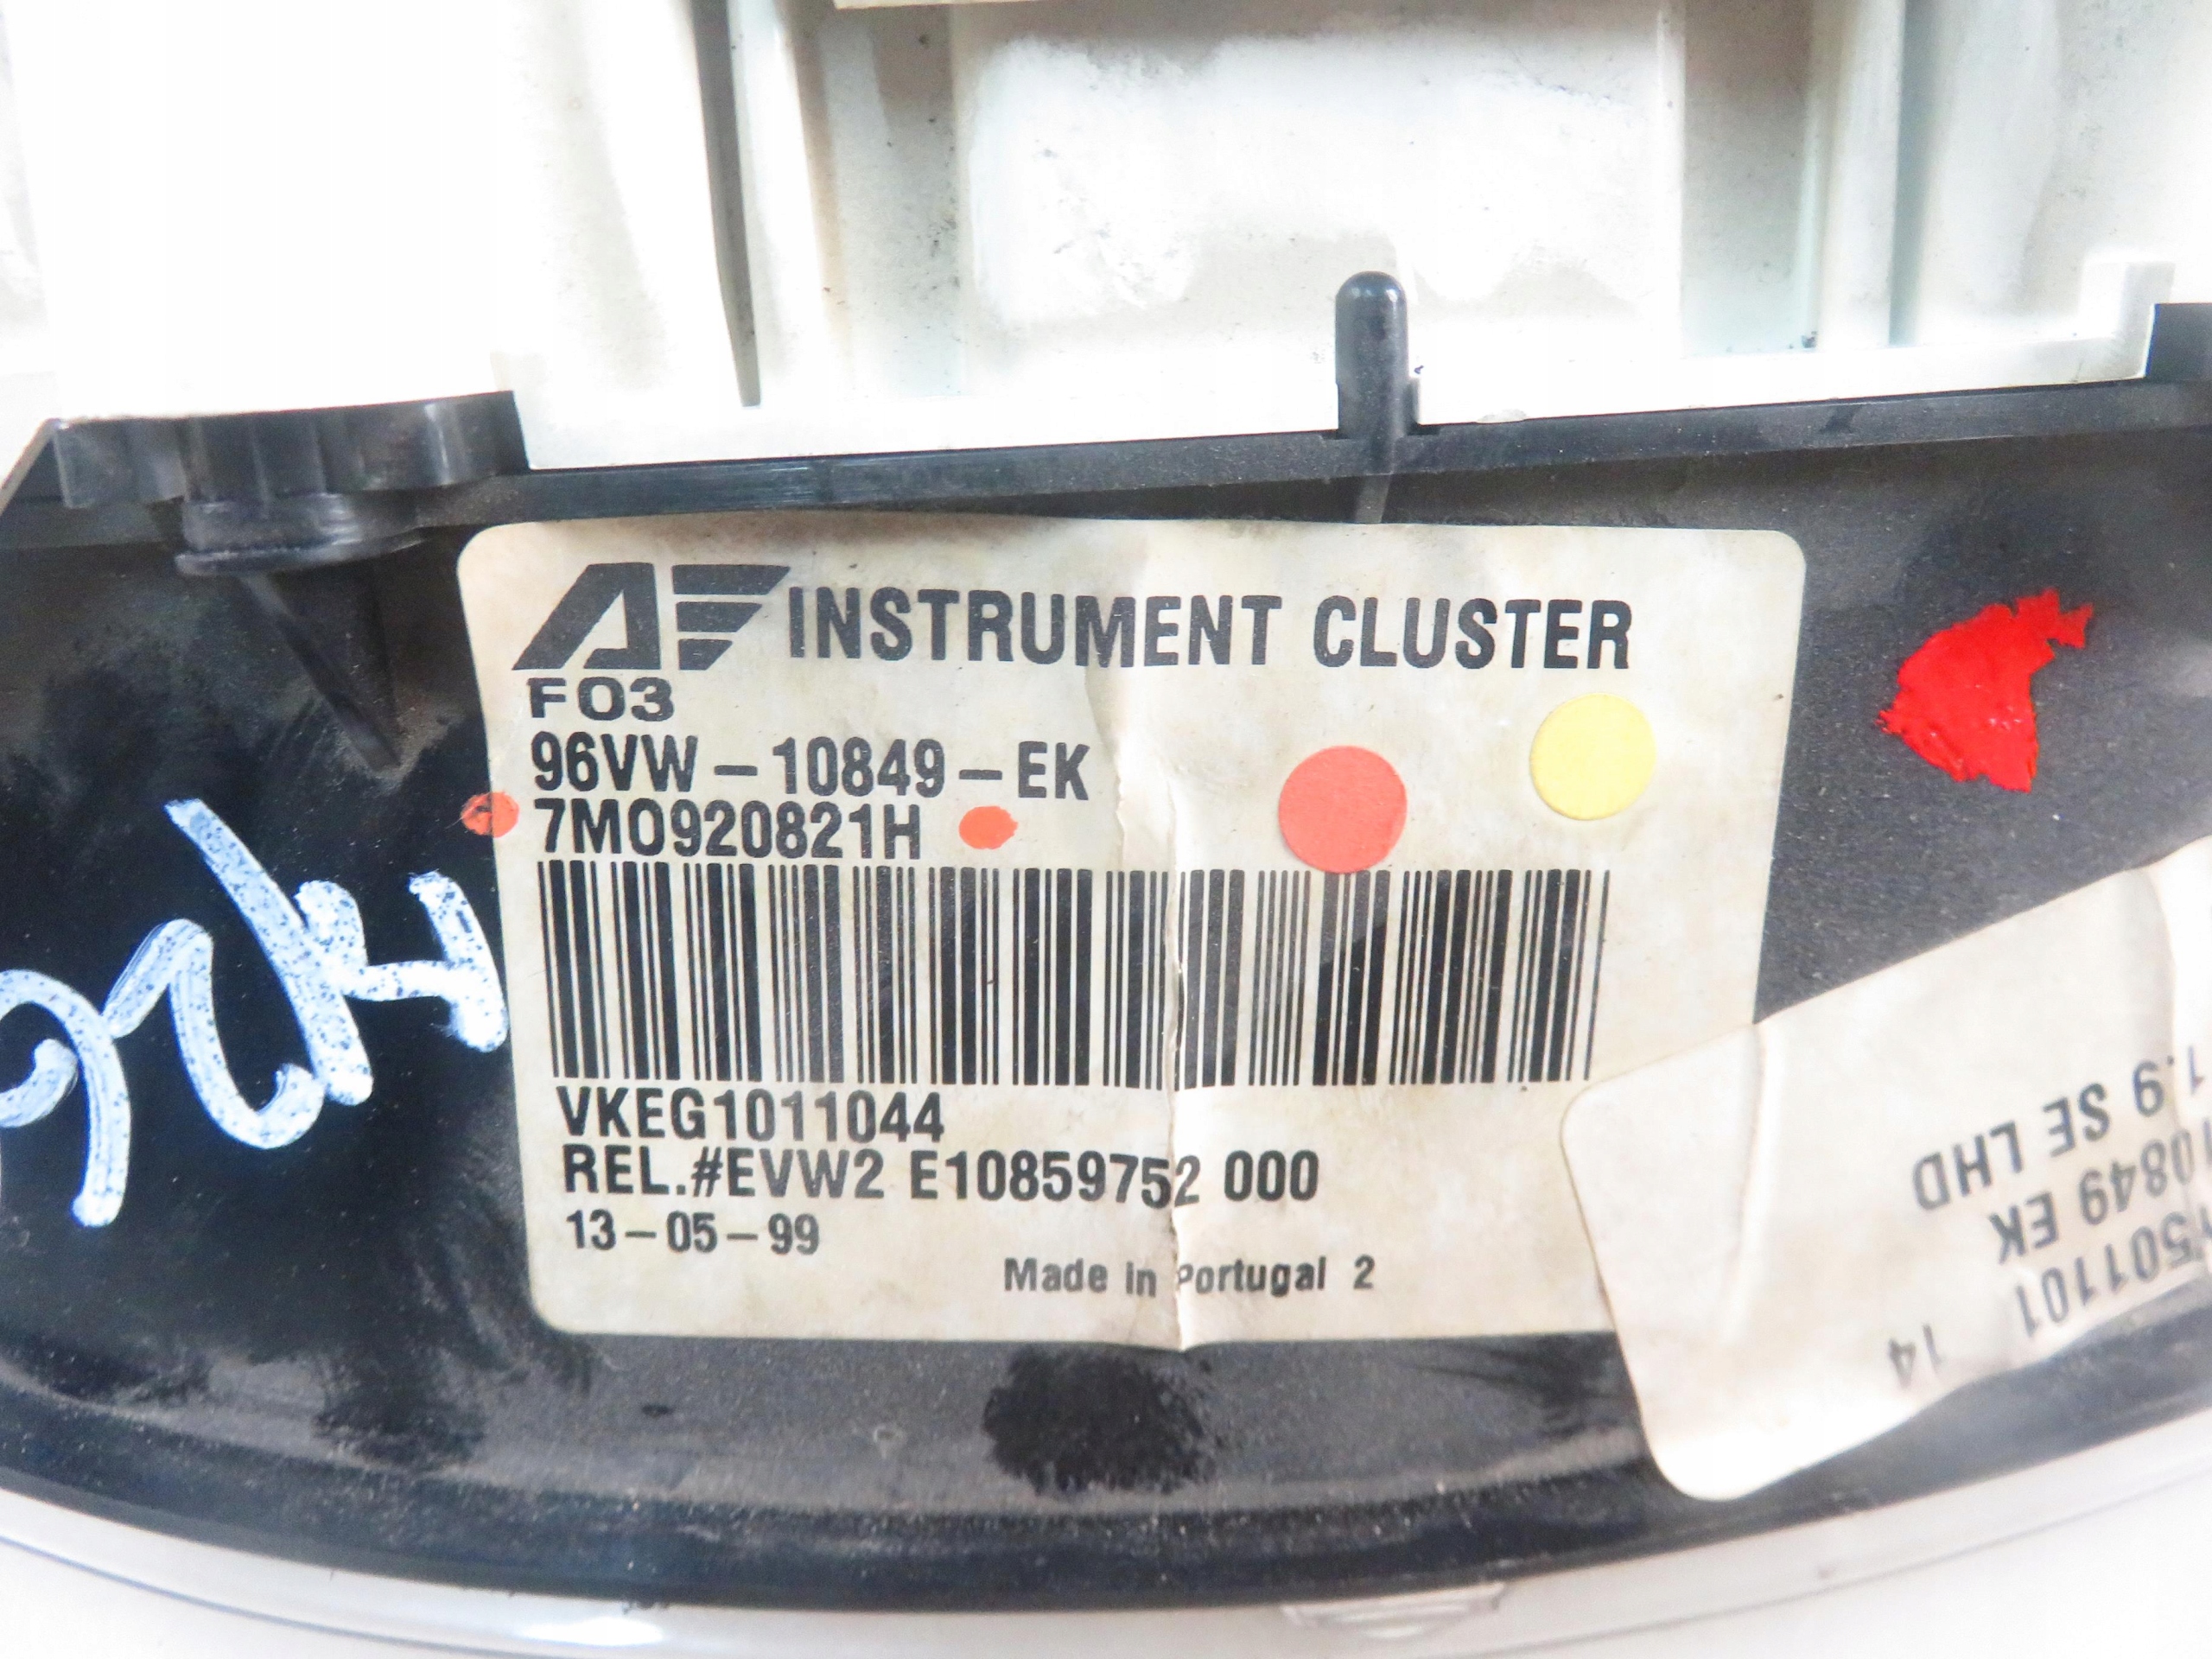 AF INSTRUMENT CLUSTER
F03
96VW-10849-EK
7M0920821H
VKEG1011044
REL.#EVW2 E10859752 000
13-05-99
Made in Portugal 2
14
501101
10849 EK
1.9 SE LHD